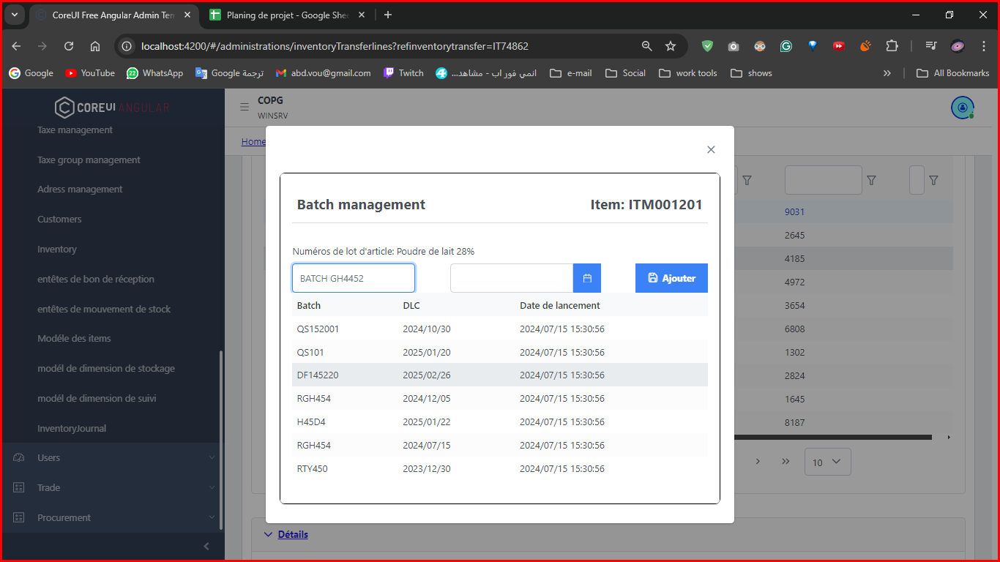 CoreUI Free Angular Admin Tem
Planing de projet - Google Shee
localhost:4200/#/administrations/inventoryTransferlines?refinventorytransfer=IT74862
Google
YouTube
WhatsApp
ترجمة Google
abd.vou@gmail.com
Twitch
انمي فور اب - مشاهد...
e-mail
Social
work tools
shows
All Bookmarks
COREUI ANGULAR
Taxe management
Taxe group management
Adress management
Customers
Inventory
entêtes de bon de réception
entêtes de mouvement de stock
Modéle des items
modél de dimension de stockage
modél de dimension de suivi
InventoryJournal
Users
Trade
Procurement
COPG
WINSRV
Home
Batch management Item: ITM001201
Numéros de lot d'article: Poudre de lait 28%
BATCH GH4452 Ajouter
Batch DLC Date de lancement
QS152001 2024/10/30 2024/07/15 15:30:56
QS101 2025/01/20 2024/07/15 15:30:56
DF145220 2025/02/26 2024/07/15 15:30:56
RGH454 2024/12/05 2024/07/15 15:30:56
H45D4 2025/01/22 2024/07/15 15:30:56
RGH454 2024/07/15 2024/07/15 15:30:56
RTY450 2023/12/30 2024/07/15 15:30:56
9031
2645
4185
4972
3654
6808
1302
2824
1645
8187
10
Détails